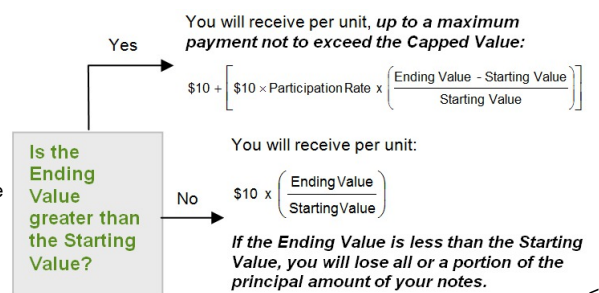 You will receive per unit, up to a maximum
payment not to exceed the Capped Value:
Yes
$10 + [ $10 × Participation Rate x ( Ending Value - Starting Value
Starting Value ) ]
Is the
Ending
Value
greater than
the Starting
Value?
You will receive per unit:
No
$10 x ( Ending Value
Starting Value )
If the Ending Value is less than the Starting
Value, you will lose all or a portion of the
principal amount of your notes.